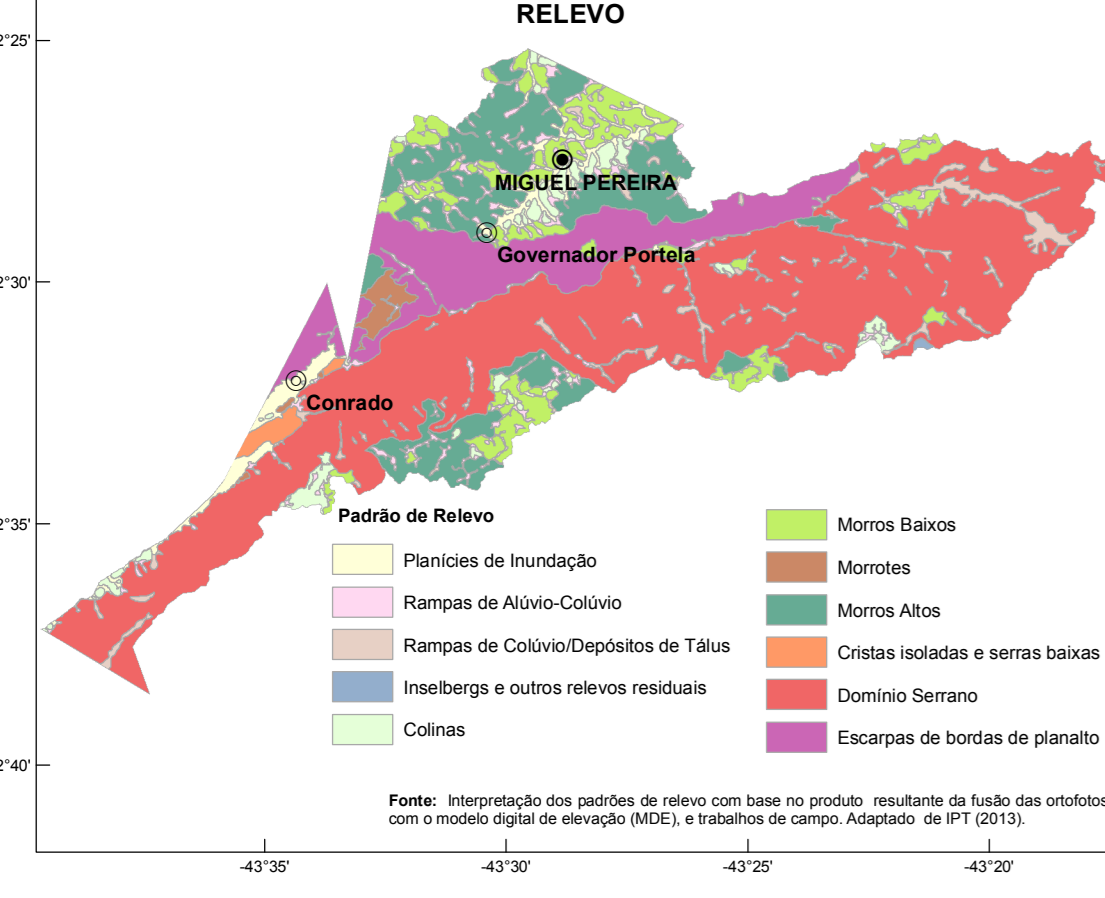 RELEVO
2°25'
MIGUEL PEREIRA
Governador Portela
2°30'
Conrado
2°35'
Padrão de Relevo
Planícies de Inundação
Rampas de Alúvio-Colúvio
Rampas de Colúvio/Depósitos de Tálus
Inselbergs e outros relevos residuais
Colinas
Morros Baixos
Morrotes
Morros Altos
Cristas isoladas e serras baixas
Domínio Serrano
Escarpas de bordas de planalto
2°40'
Fonte: Interpretação dos padrões de relevo com base no produto resultante da fusão das ortofotos
com o modelo digital de elevação (MDE), e trabalhos de campo. Adaptado de IPT (2013).
-43°35' -43°30' -43°25' -43°20'